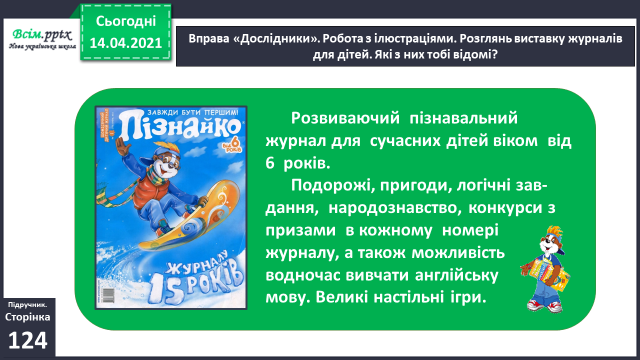 Всім.pptx
Нова українська школа
Сьогодні
14.04.2021
Вправа «Дослідники». Робота з ілюстраціями. Розглянь виставку журналів
для дітей. Які з них тобі відомі?
ЗАВЖДИ БУТИ ПЕРШИМ!
Пізнайко
від 6
РОКІВ
ЖУРНАЛУ
15 РОКІВ
Розвиваючий пізнавальний
журнал для сучасних дітей віком від
6 років.
Подорожі, пригоди, логічні зав-
дання, народознавство, конкурси з
призами в кожному номері
журналу, а також можливість
водночас вивчати англійську
мову. Великі настільні ігри.
Підручник.
Сторінка
124